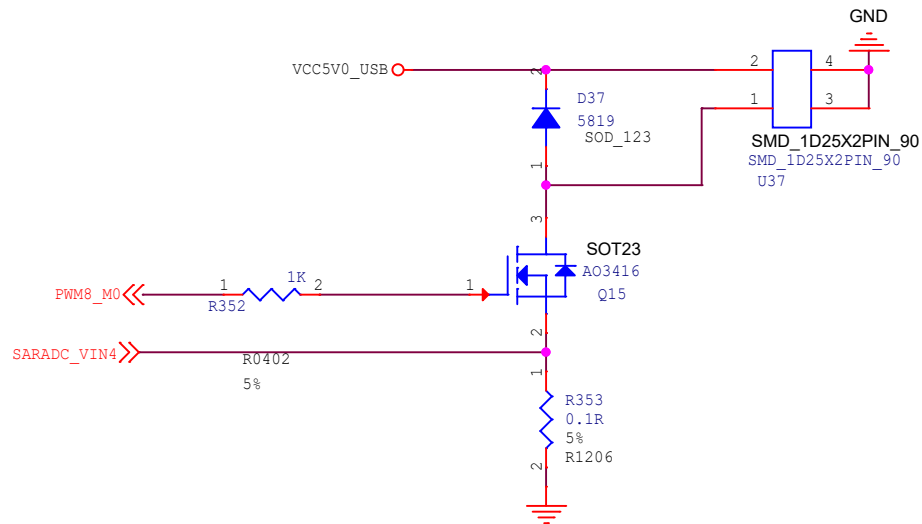 GND
VCC5V0_USB
2
2
4
D37
5819
SOD_123
1
3
1
SMD_1D25X2PIN_90
SMD_1D25X2PIN_90
U37
3
SOT23
AO3416
Q15
PWM8_M0
1
1K
2
R352
1
2
SARADC_VIN4
R0402
5%
1
R353
0.1R
5%
R1206
2